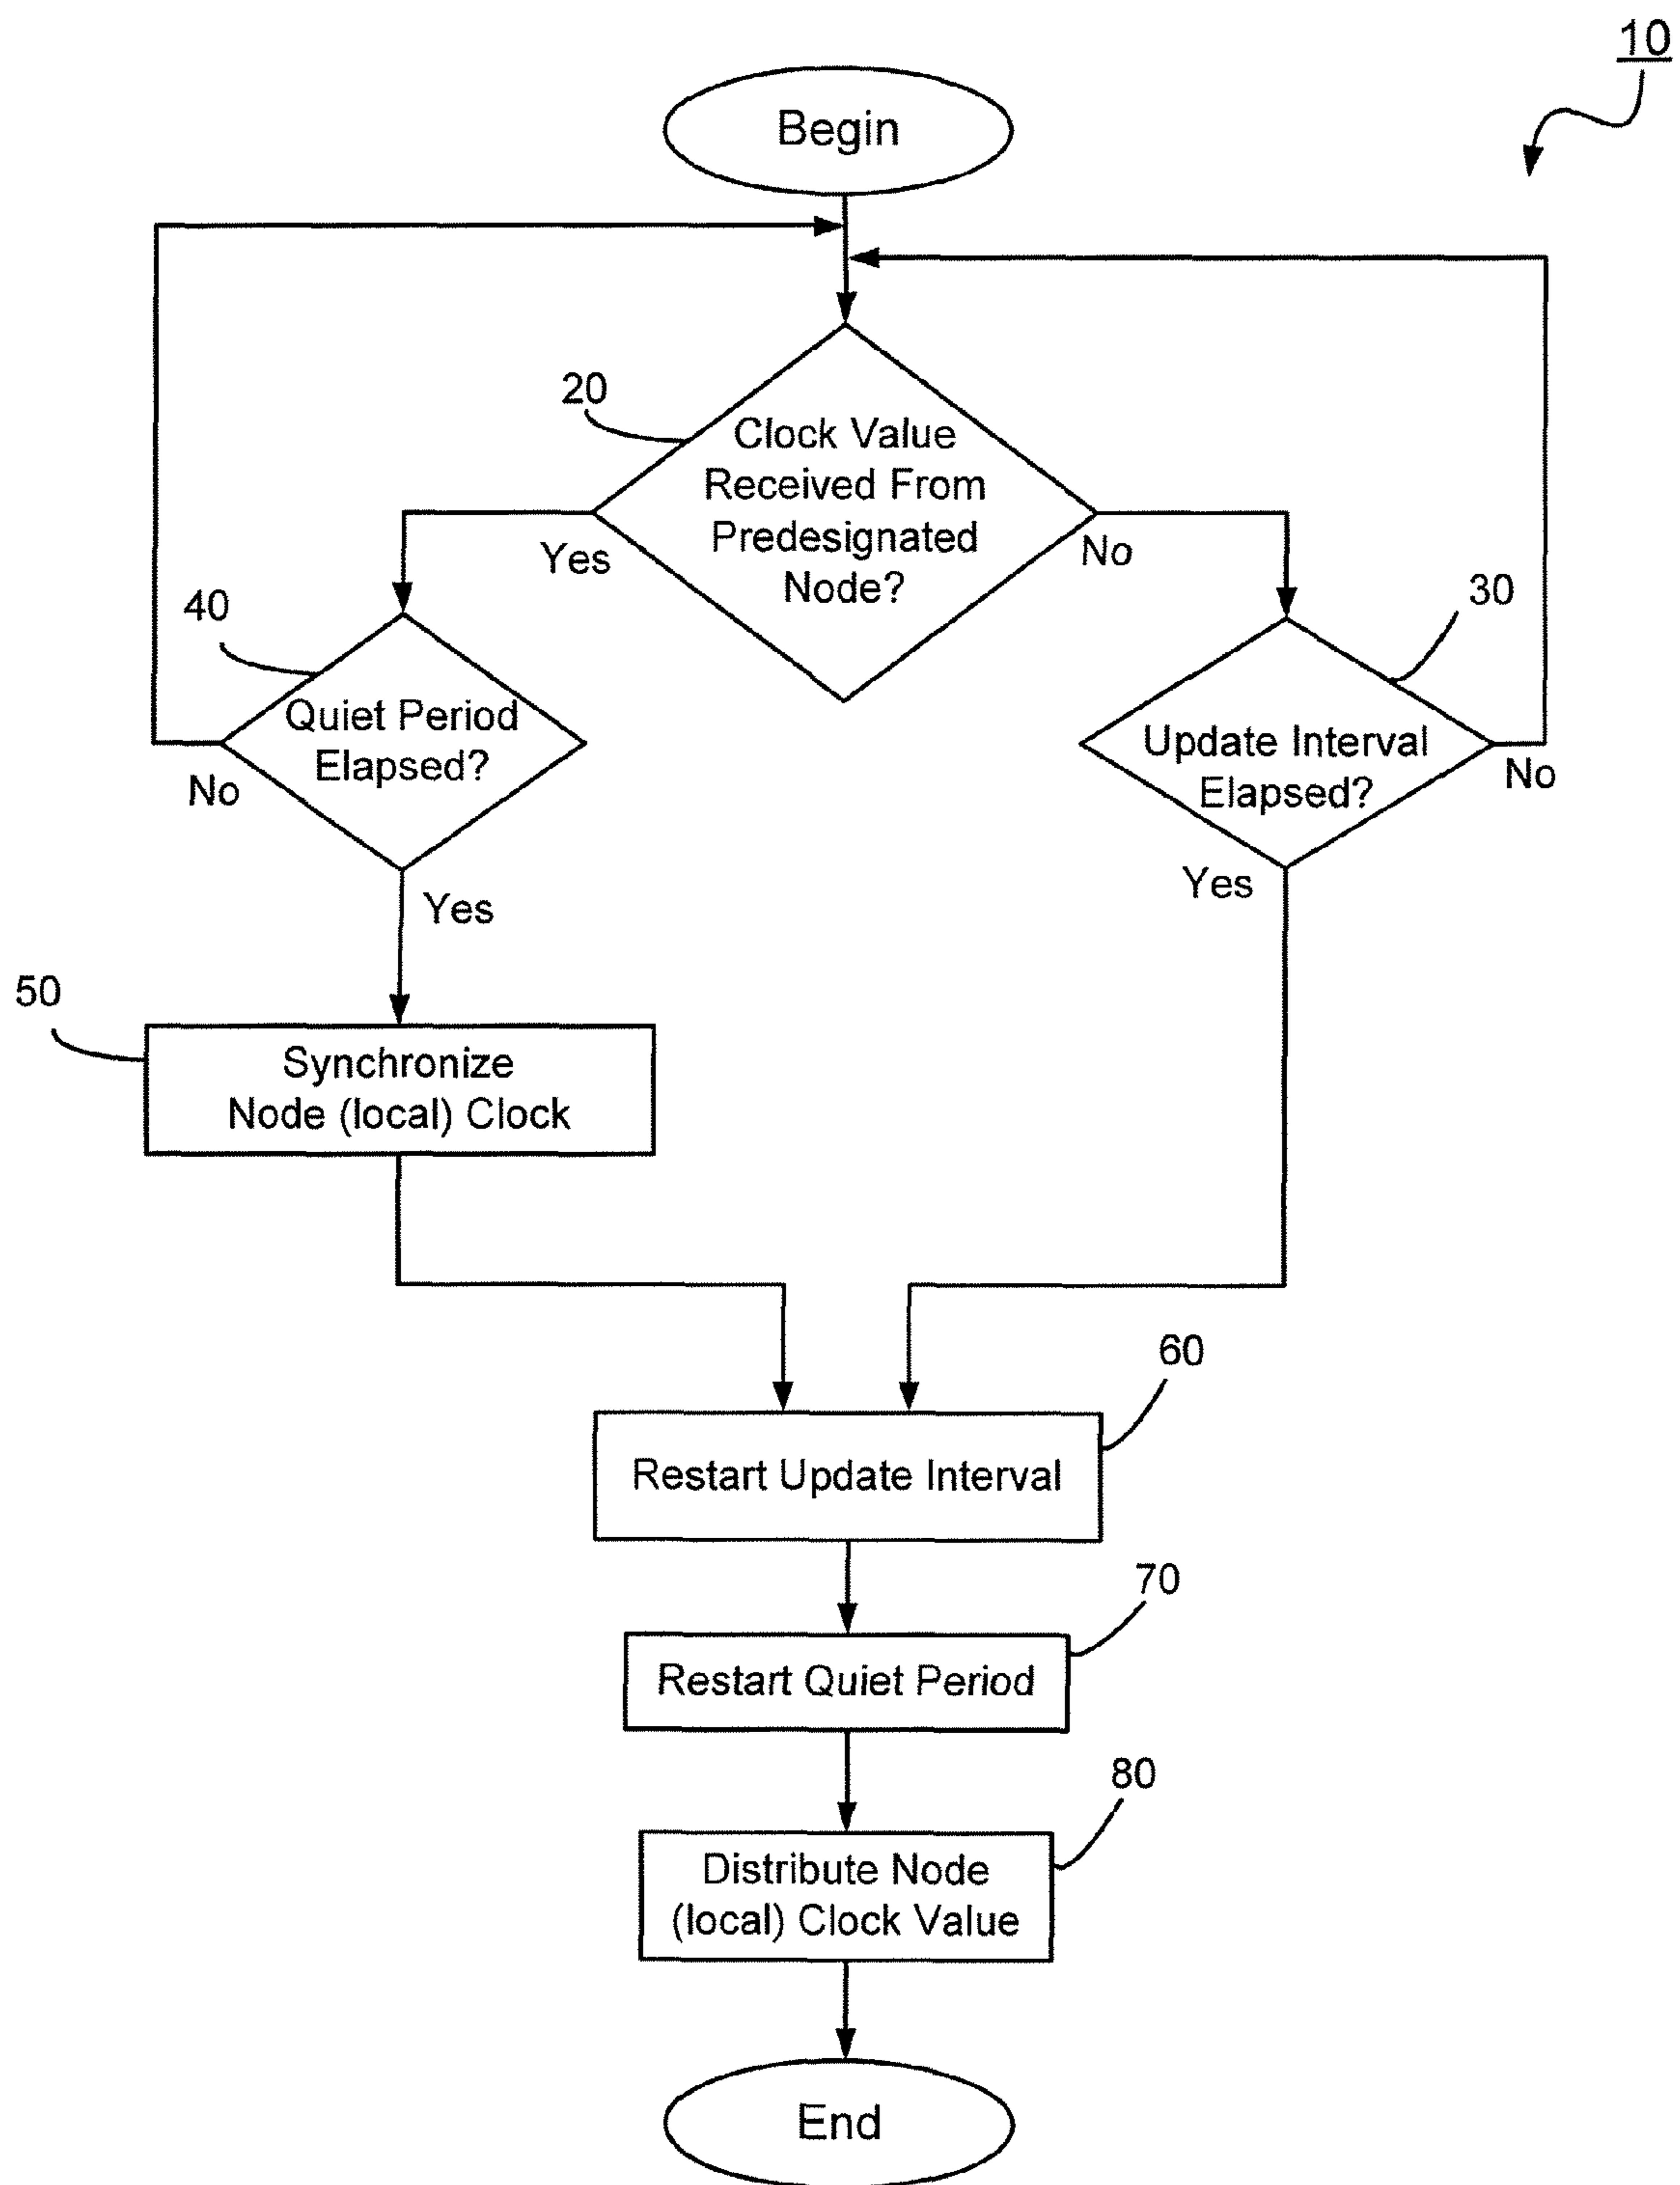 10
Begin
20
Clock Value
Received From
Predesignated
Node?
Yes
No
40
Quiet Period
Elapsed?
No
Yes
30
Update Interval
Elapsed?
No
Yes
50
Synchronize
Node (local) Clock
60
Restart Update Interval
70
Restart Quiet Period
80
Distribute Node
(local) Clock Value
End